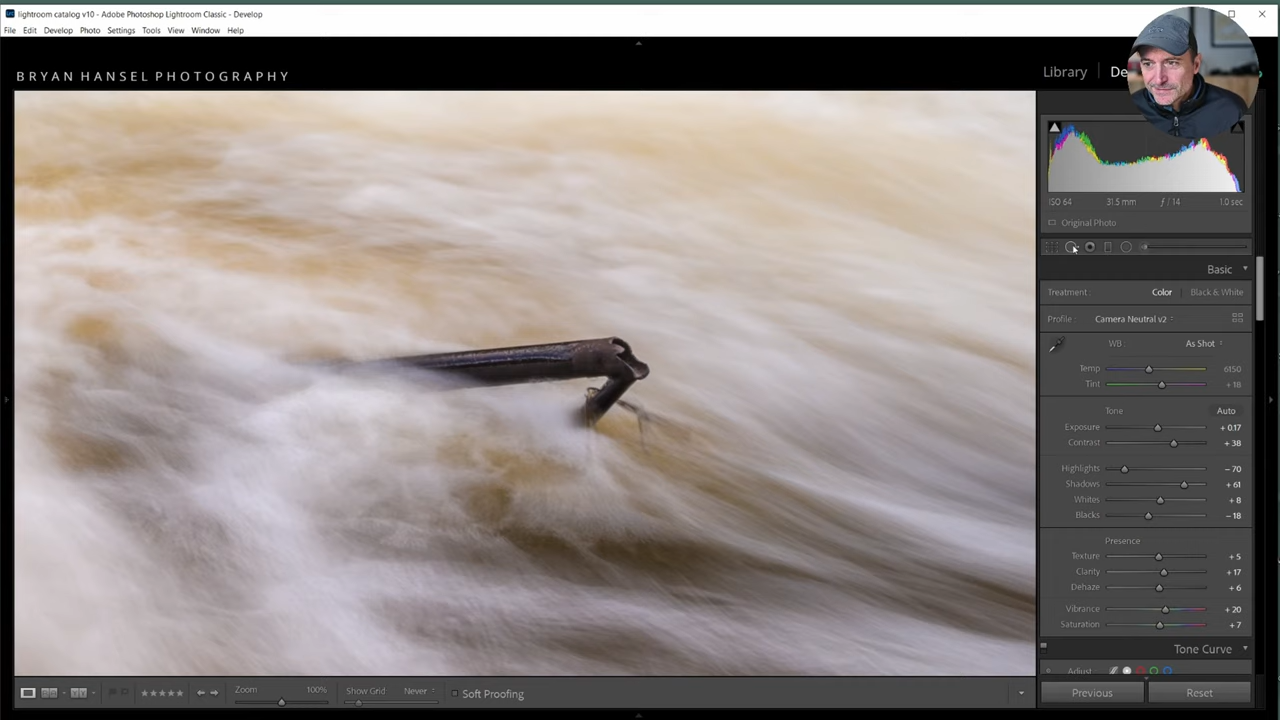 lightroom catalog v10 - Adobe Photoshop Lightroom Classic - Develop
File Edit Develop Photo Settings Tools View Window Help
BRYAN HANSEL PHOTOGRAPHY
Library
De
ISO 64 31.5 mm ƒ / 14 1.0 sec
Original Photo
Basic
Treatment : Color Black & White
Profile : Camera Neutral v2
WB As Shot
Temp 6150
Tint + 18
Tone Auto
Exposure + 0.17
Contrast + 38
Highlights − 70
Shadows + 61
Whites + 8
Blacks − 18
Presence
Texture + 5
Clarity + 17
Dehaze + 6
Vibrance + 20
Saturation + 7
Tone Curve
Adjust
Zoom 100% Show Grid Never Soft Proofing
Previous Reset